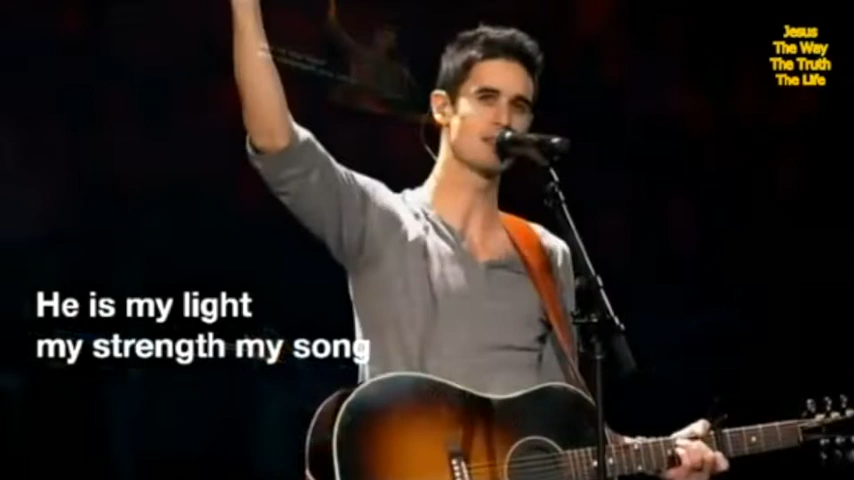 Jesus
The Way
The Truth
The Life
He is my light
my strength my song